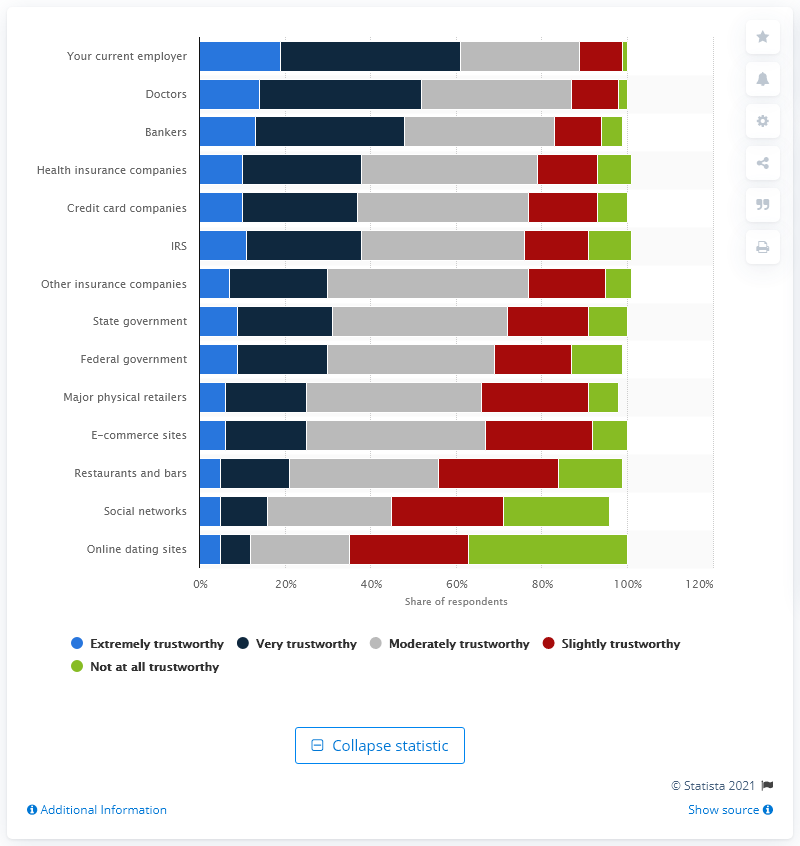 Your current employer
Doctors
Bankers
Health insurance companies
Credit card companies
IRS
Other insurance companies
State government
Federal government
Major physical retailers
E-commerce sites
Restaurants and bars
Social networks
Online dating sites
0% 20% 40% 60% 80% 100% 120%
Share of respondents
Extremely trustworthy Very trustworthy Moderately trustworthy Slightly trustworthy
Not at all trustworthy
Collapse statistic
© Statista 2021
Additional Information Show source